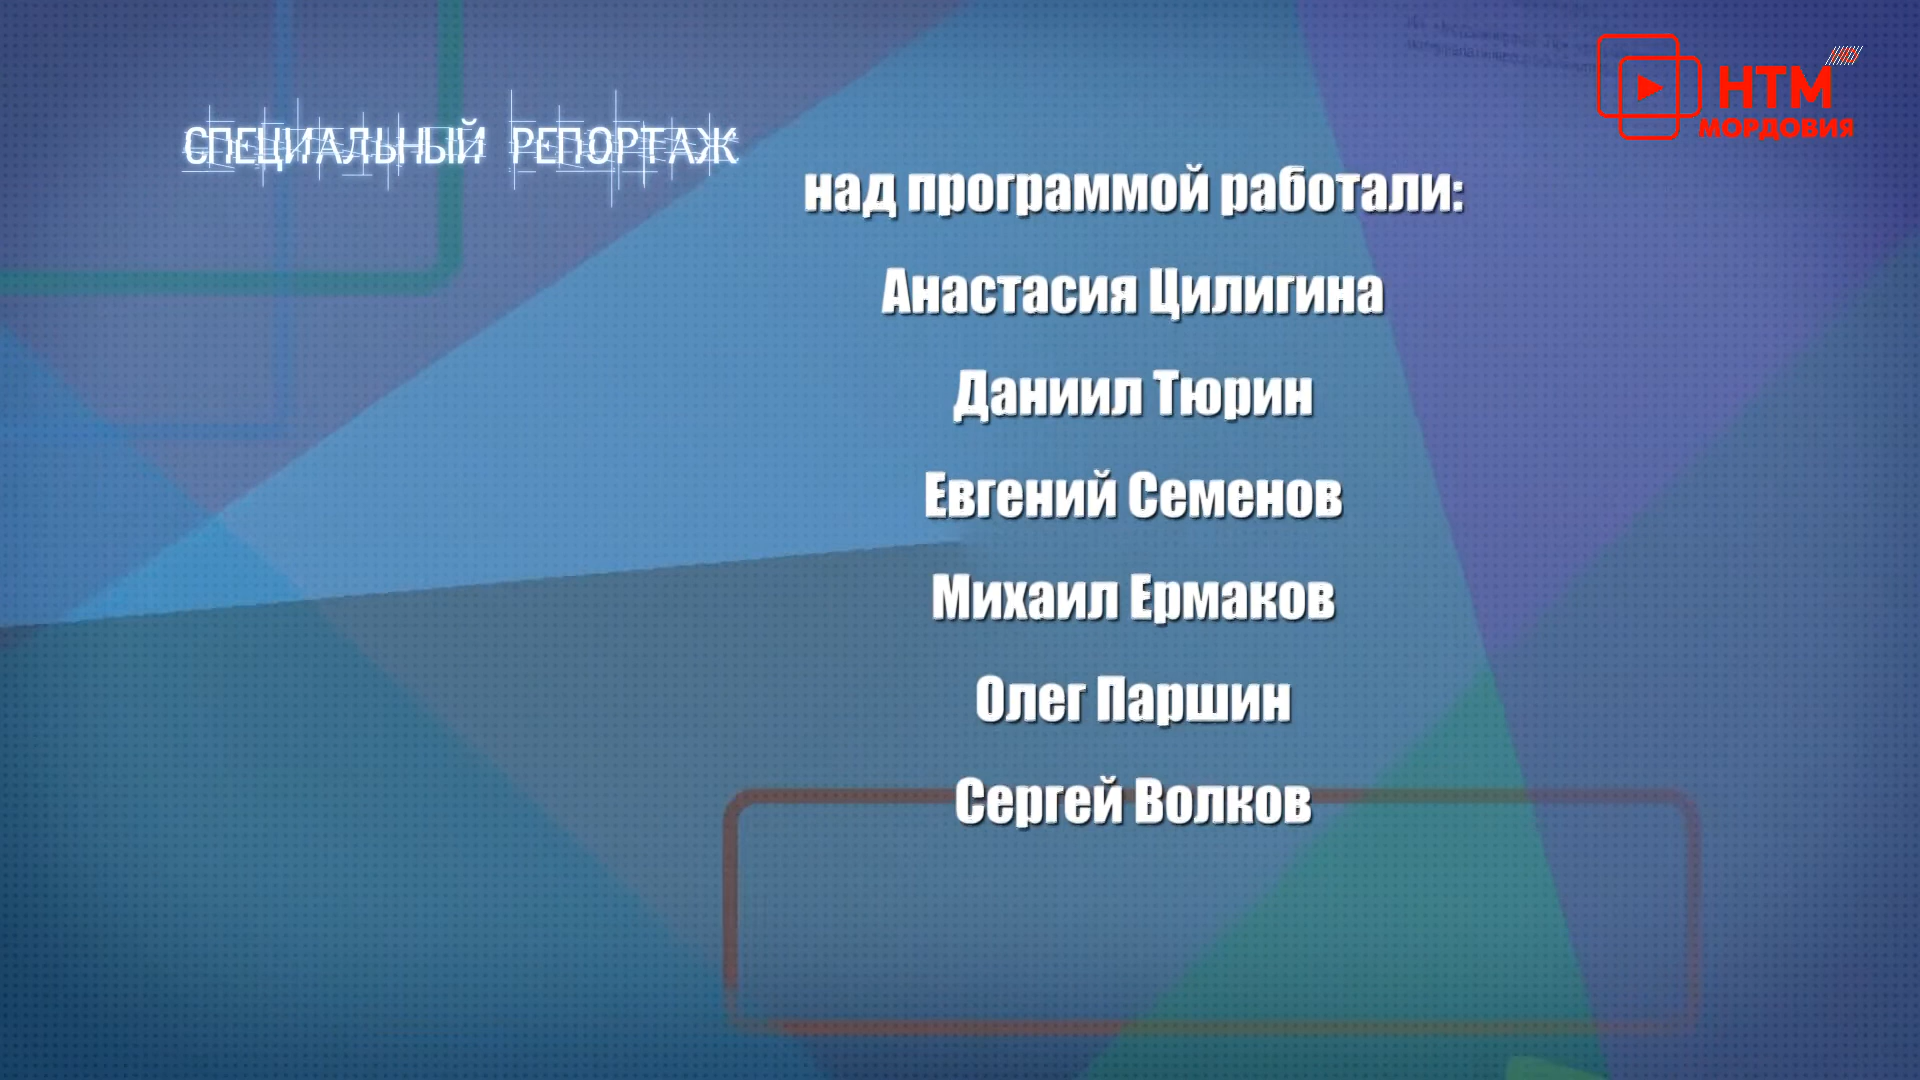 НТМ
МОРДОВИЯ
СПЕЦИАЛЬНЫЙ РЕПОРТАЖ
над программой работали:
Анастасия Цилигина
Даниил Тюрин
Евгений Семенов
Михаил Ермаков
Олег Паршин
Сергей Волков